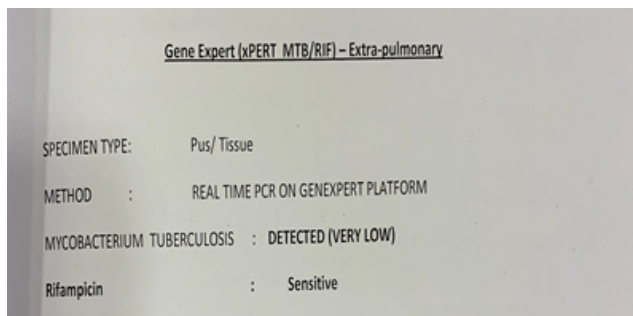 Gene Expert (xPERT MTB/RIF) – Extra-pulmonary
SPECIMEN TYPE: Pus/ Tissue
METHOD : REAL TIME PCR ON GENEXPERT PLATFORM
MYCOBACTERIUM TUBERCULOSIS : DETECTED (VERY LOW)
Rifampicin : Sensitive